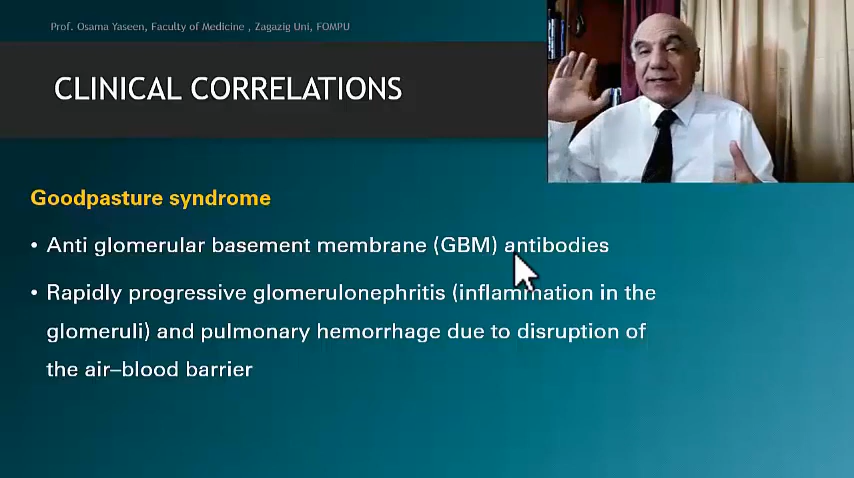 Prof. Osama Yaseen, Faculty of Medicine , Zagazig Uni, FOMPU
CLINICAL CORRELATIONS
Goodpasture syndrome
• Anti glomerular basement membrane (GBM) antibodies
• Rapidly progressive glomerulonephritis (inflammation in the
glomeruli) and pulmonary hemorrhage due to disruption of
the air–blood barrier